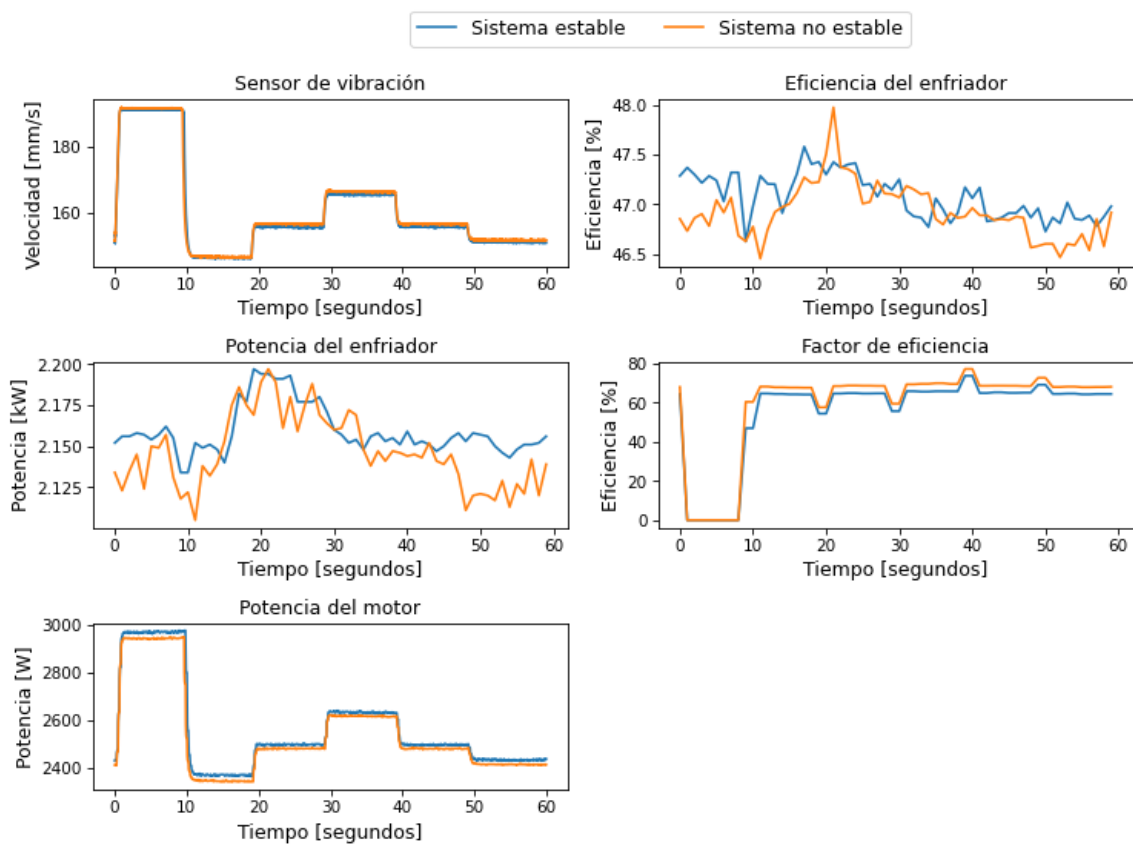 Sistema estable Sistema no estable
Sensor de vibración
Velocidad [mm/s]
180
160
0 10 20 30 40 50 60
Tiempo [segundos]
Eficiencia del enfriador
Eficiencia [%]
48.0
47.5
47.0
46.5
0 10 20 30 40 50 60
Tiempo [segundos]
Potencia del enfriador
Potencia [kW]
2.200
2.175
2.150
2.125
0 10 20 30 40 50 60
Tiempo [segundos]
Factor de eficiencia
Eficiencia [%]
80
60
40
20
0
0 10 20 30 40 50 60
Tiempo [segundos]
Potencia del motor
Potencia [W]
3000
2800
2600
2400
0 10 20 30 40 50 60
Tiempo [segundos]